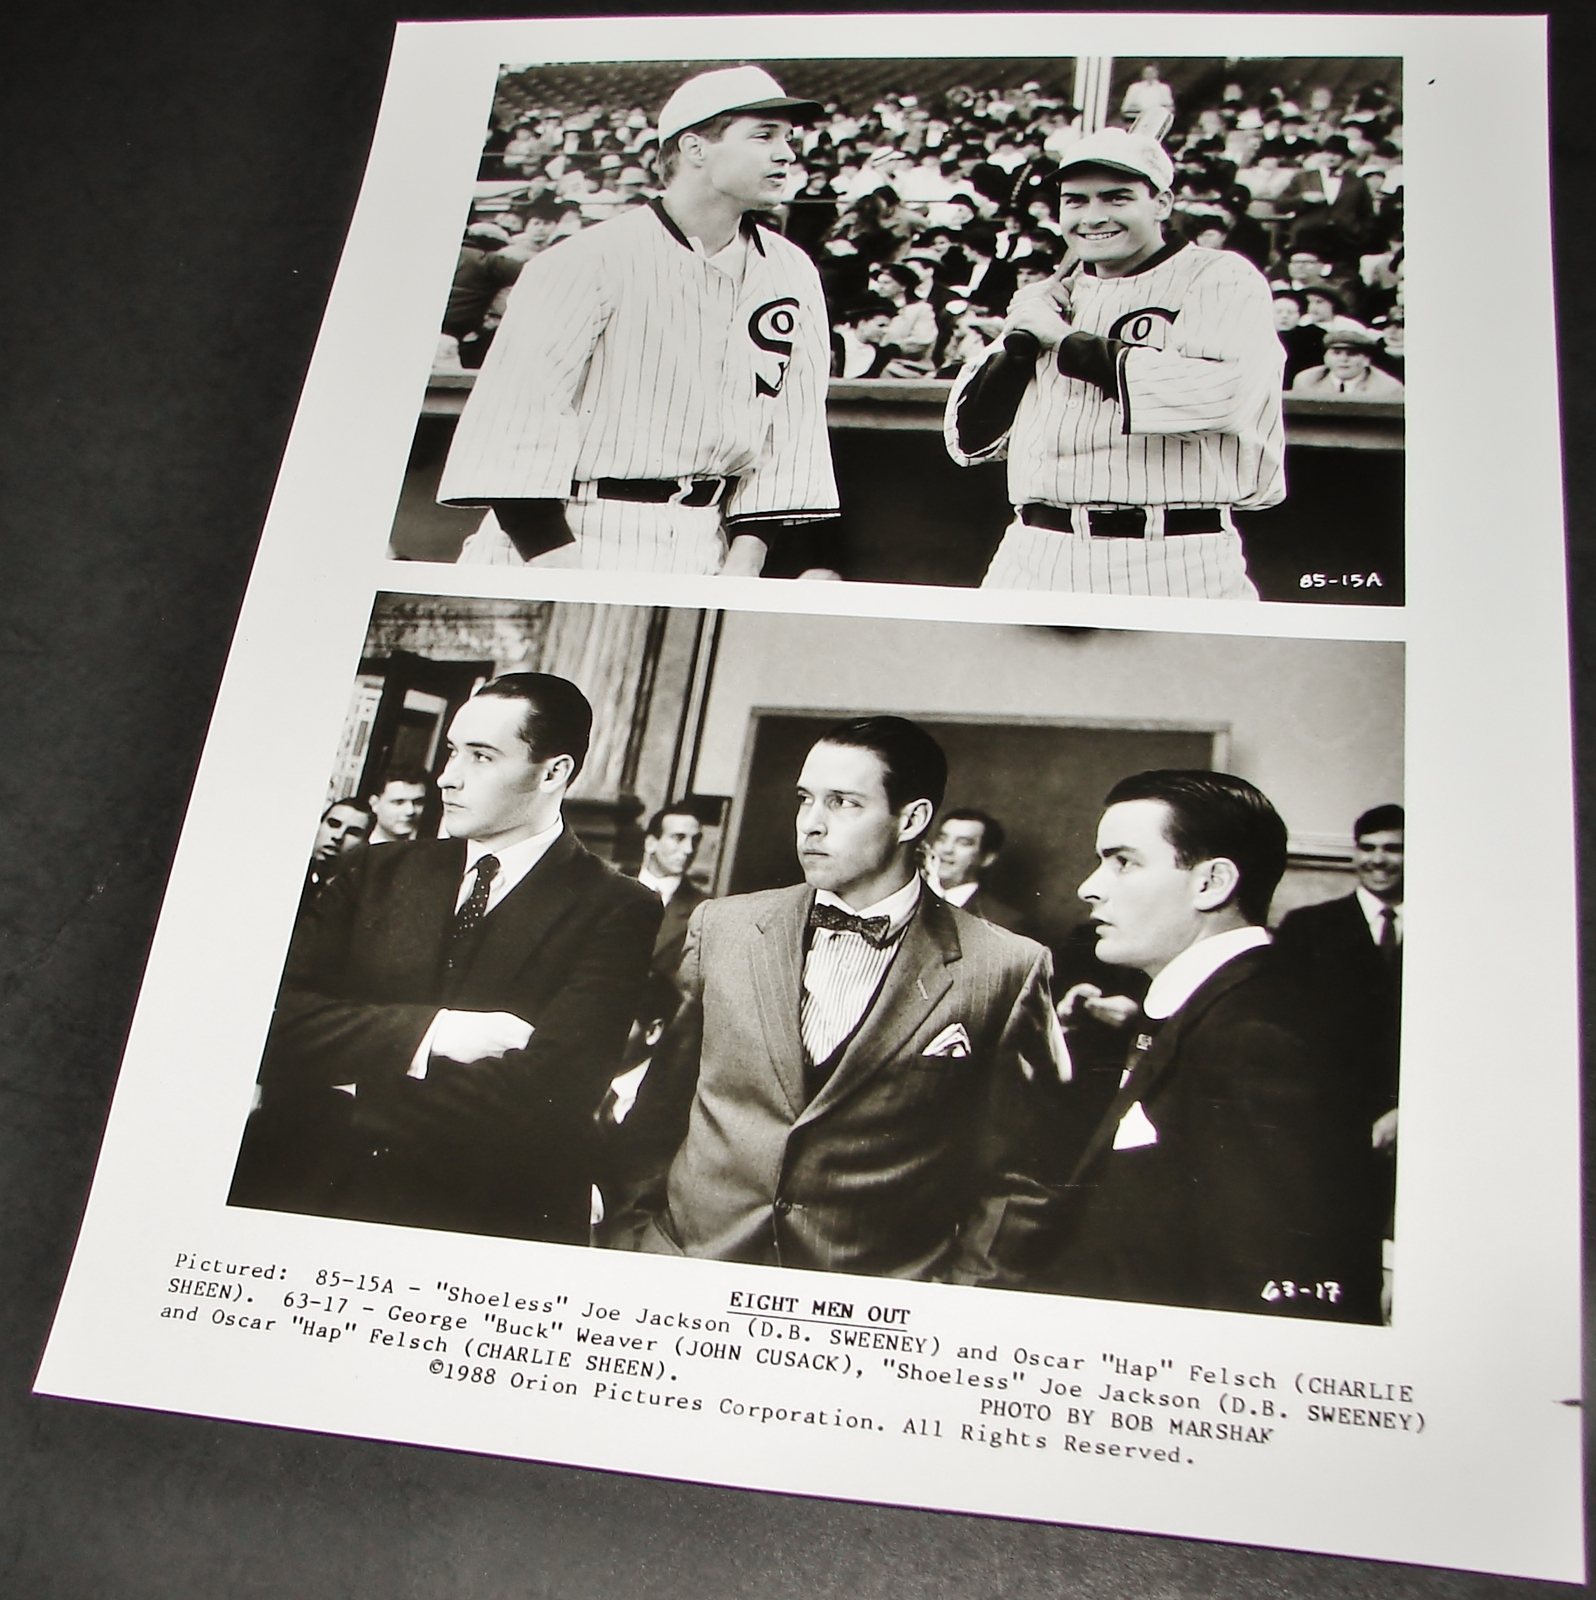 SOX
SOX
85-15A
63-17
EIGHT MEN OUT
Pictured: 85-15A - "Shoeless" Joe Jackson (D.B. SWEENEY) and Oscar "Hap" Felsch (CHARLIE
SHEEN). 63-17 - George "Buck" Weaver (JOHN CUSACK), "Shoeless" Joe Jackson (D.B. SWEENEY)
and Oscar "Hap" Felsch (CHARLIE SHEEN).
PHOTO BY BOB MARSHAK
©1988 Orion Pictures Corporation. All Rights Reserved.